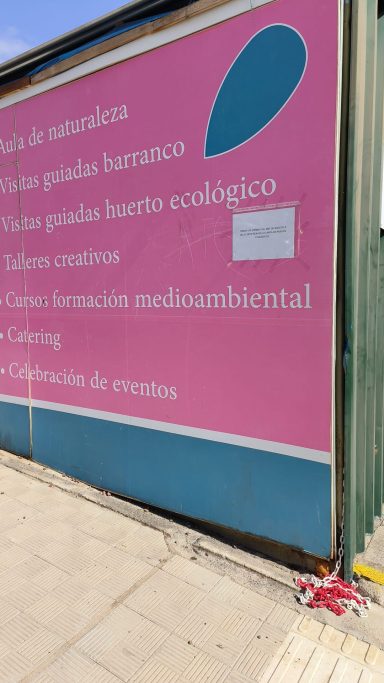 Aula de naturaleza
Visitas guiadas barranco
Visitas guiadas huerto ecológico
Talleres creativos
• Cursos formación medioambiental
• Catering
• Celebración de eventos